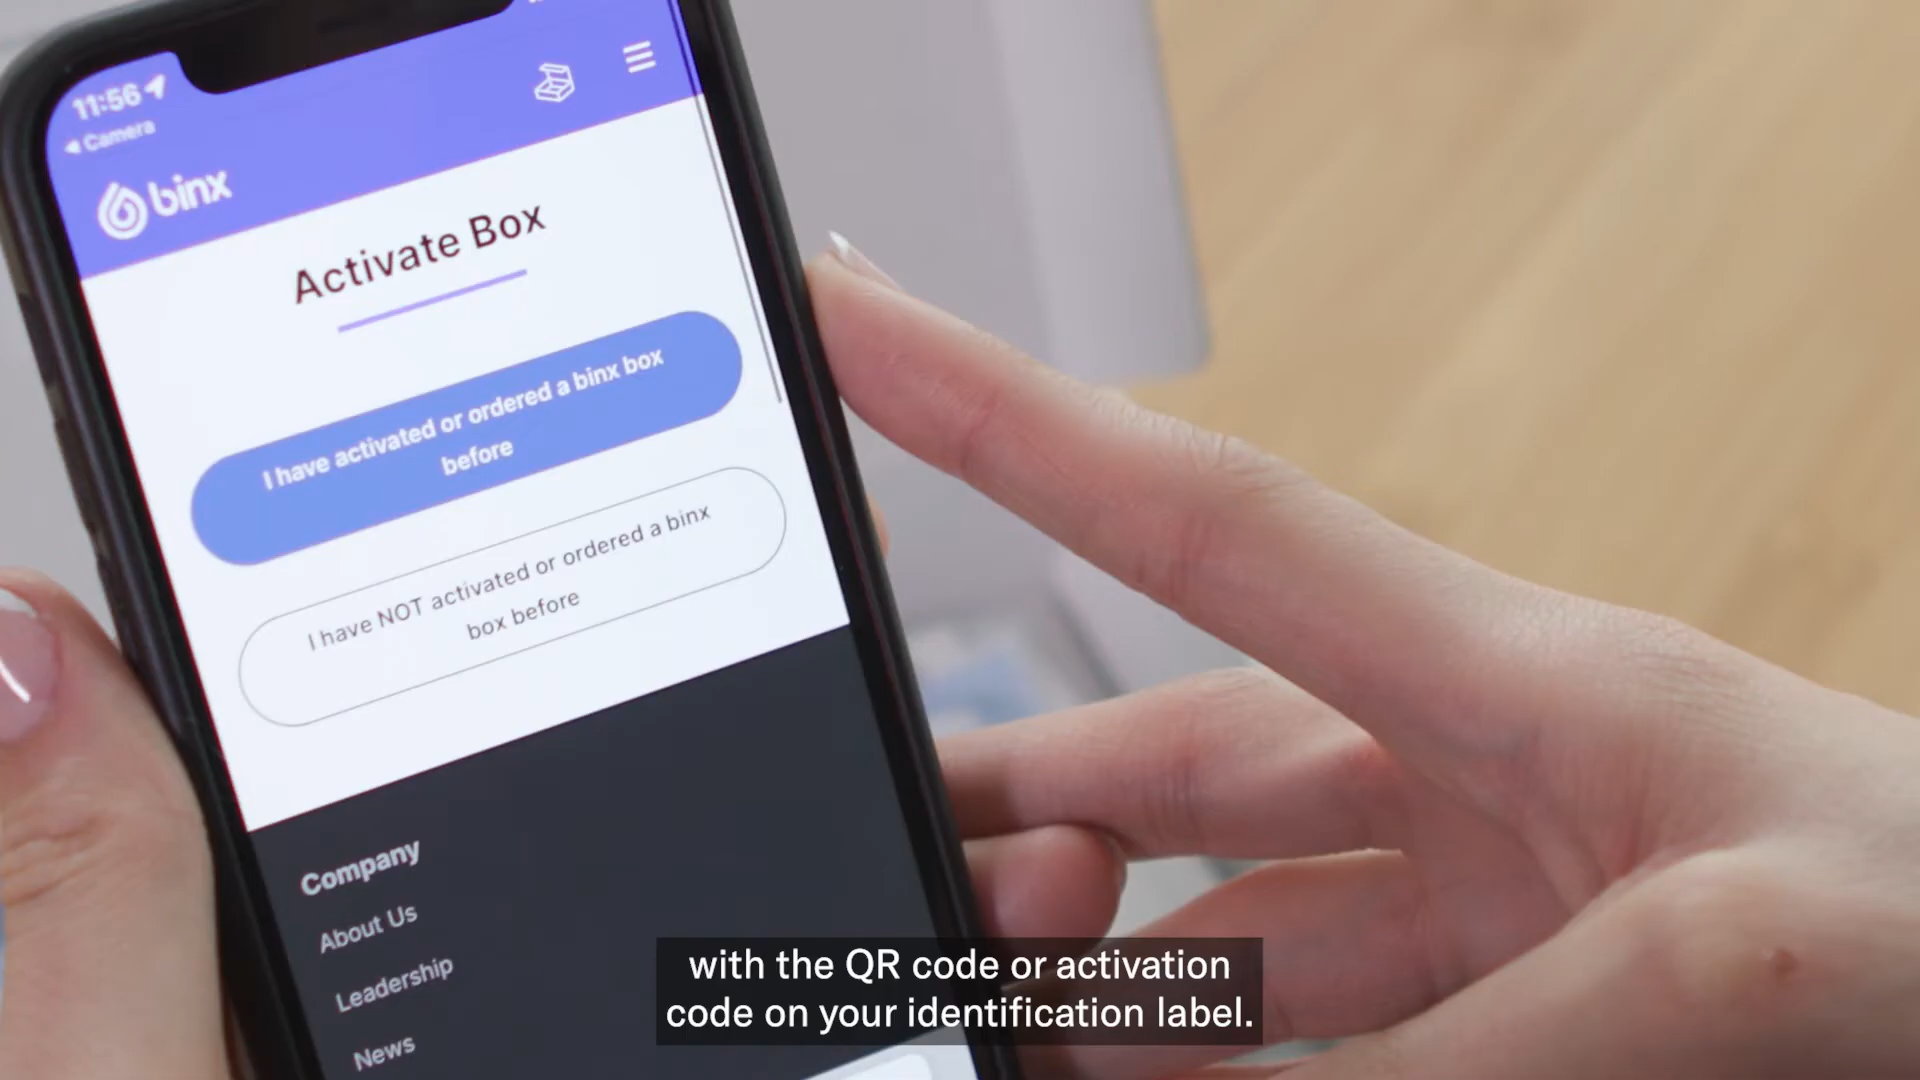 11:56
Camera
binx
Activate Box
I have activated or ordered a binx box
before
I have NOT activated or ordered a binx
box before
Company
About Us
Leadership
News
with the QR code or activation
code on your identification label.